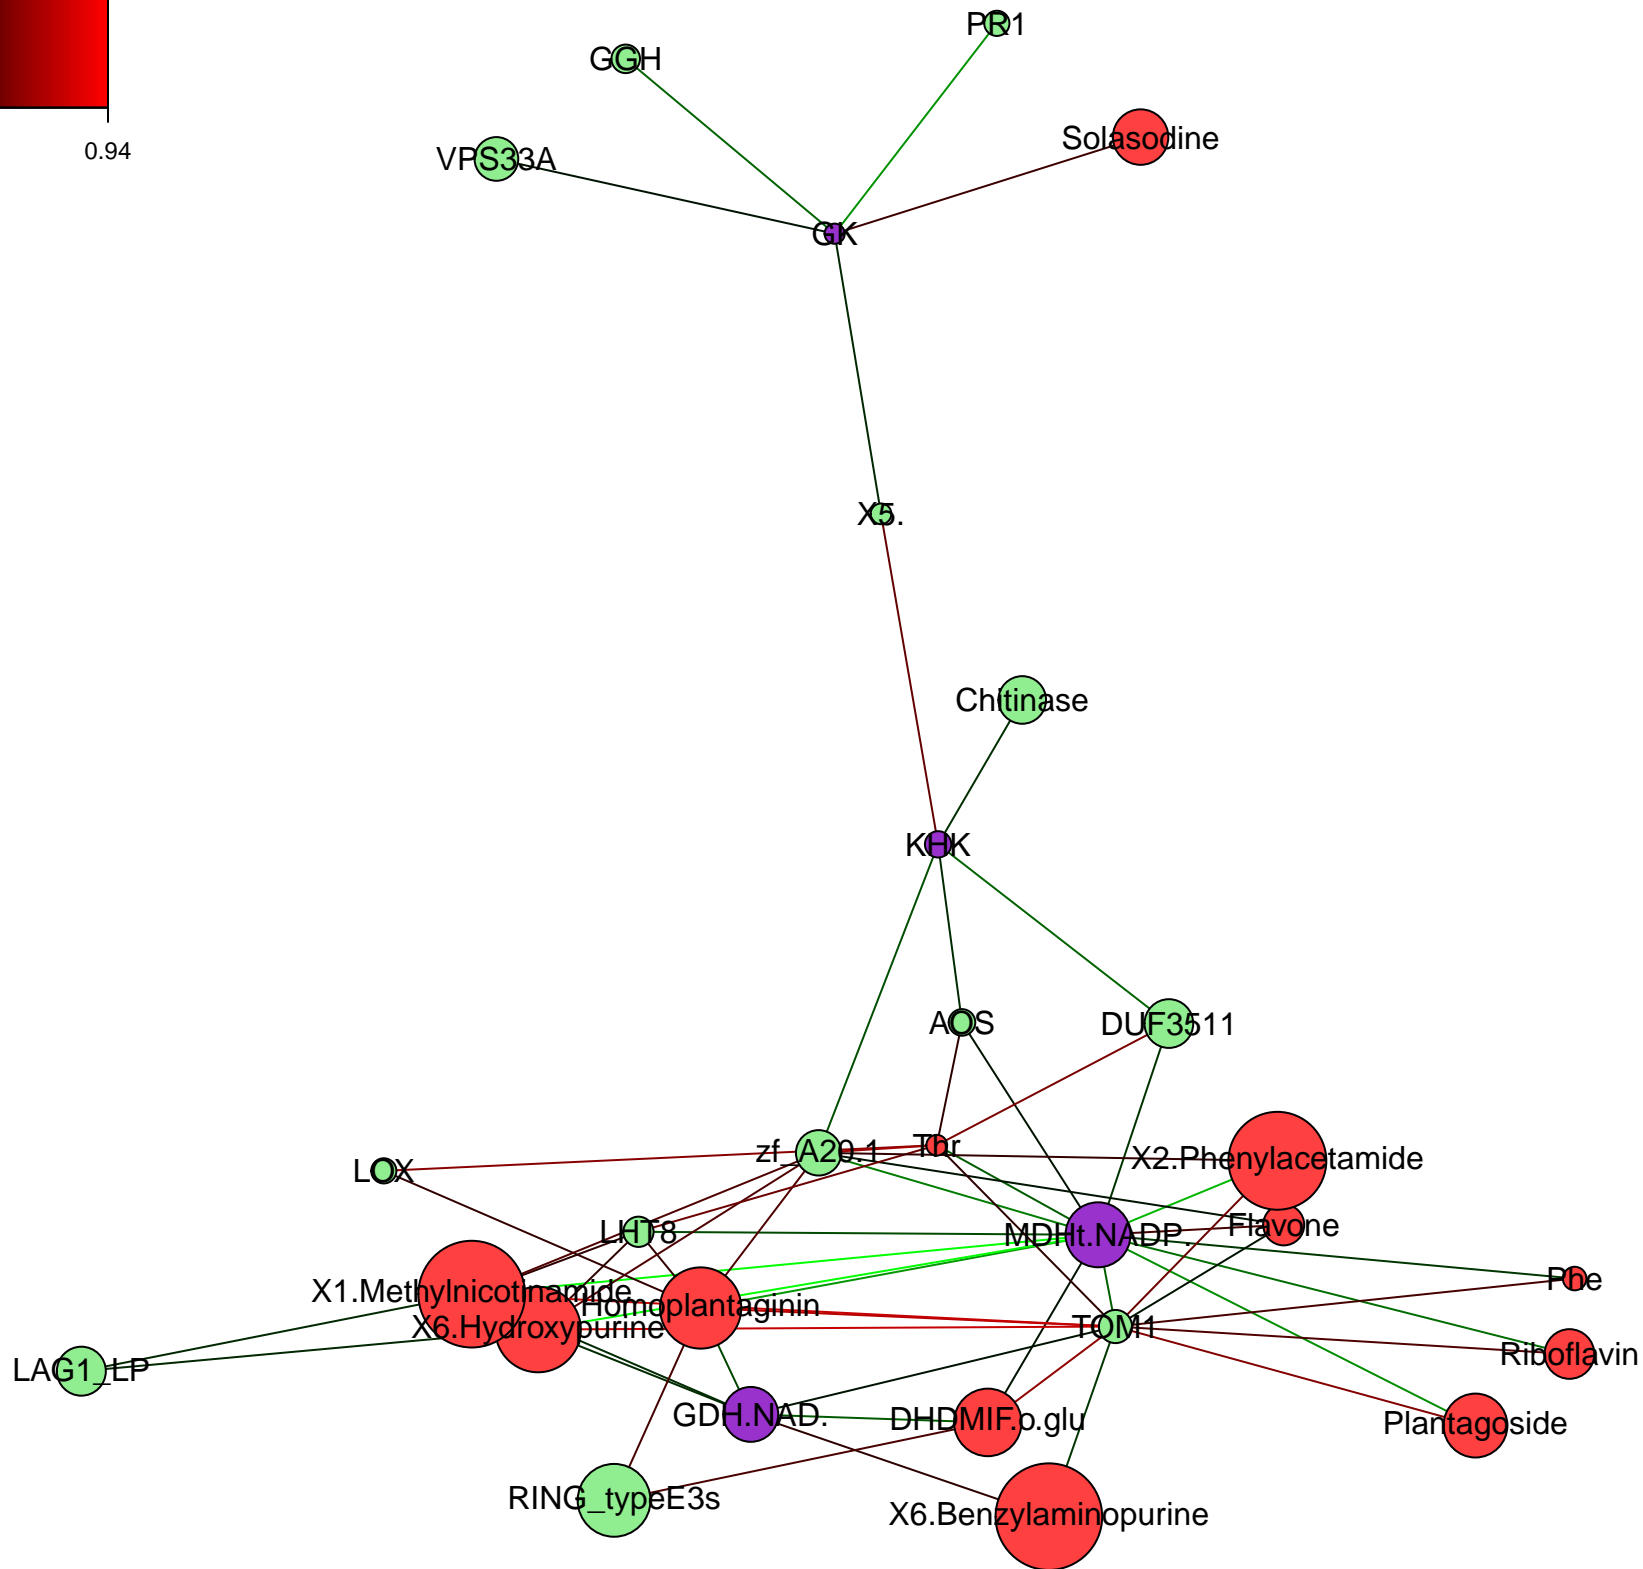 PR1
GGH
0.94
Solasodine
VPS33A
GK
X5.
Chitinase
KHK
AOS
DUF3511
Thr
zf_A20.1
X2.Phenylacetamide
LOX
Flavone
LHT8
MDHt.NADP.
Phe
X1.Methylnicotinamide
Homoplantaginin
X6.Hydroxypurine
TOM1
Riboflavin
LAG1_LP
GDH.NAD.
DHDMIF.o.glu
Plantagoside
RING_typeE3s
X6.Benzylaminopurine